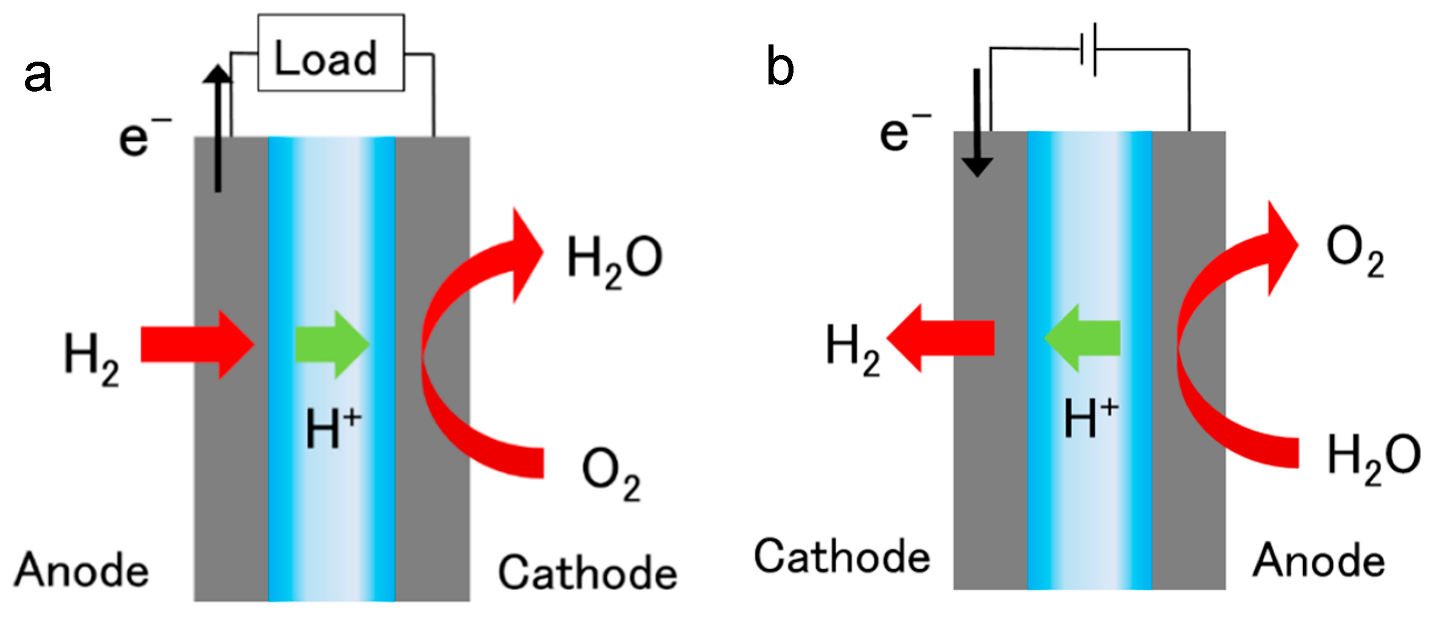 a
Load
e⁻
H₂O
H₂
H⁺
O₂
Anode
Cathode
b
e⁻
O₂
H₂
H⁺
H₂O
Cathode
Anode